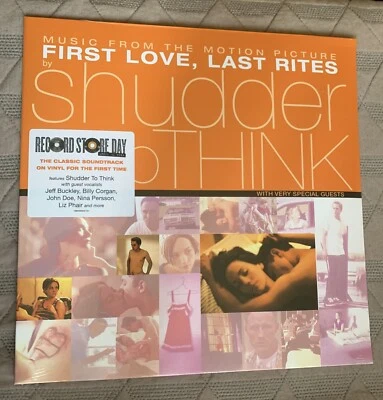 MUSIC FROM THE MOTION PICTURE
FIRST LOVE, LAST RITES
by
shudder
to THINK
WITH VERY SPECIAL GUESTS
RECORD STORE DAY
THE CLASSIC SOUNDTRACK
ON VINYL FOR THE FIRST TIME
features Shudder To Think
with guest vocalists
Jeff Buckley, Billy Corgan,
John Doe, Nina Persson,
Liz Phair and more